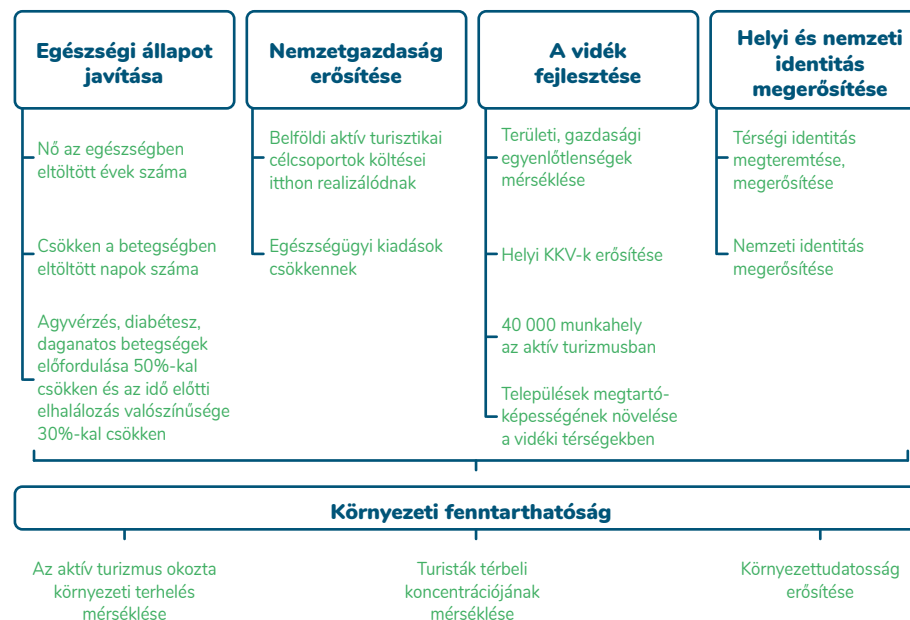 Egészségi állapot
javítása
Nő az egészségben
eltöltött évek száma
Csökken a betegségben
eltöltött napok száma
Agyvérzés, diabétesz,
daganatos betegségek
előfordulása 50%-kal
csökken és az idő előtti
elhalálozás valószínűsége
30%-kal csökken
Nemzetgazdaság
erősítése
Belföldi aktív turisztikai
célcsoportok költései
itthon realizálódnak
Egészségügyi kiadások
csökkennek
A vidék
fejlesztése
Területi, gazdasági
egyenlőtlenségek
mérséklése
Helyi KKV-k erősítése
40 000 munkahely
az aktív turizmusban
Települések megtartó-
képességének növelése
a vidéki térségekben
Helyi és nemzeti
identitás
megerősítése
Térségi identitás
megteremtése,
megerősítése
Nemzeti identitás
megerősítése
Környezeti fenntarthatóság
Az aktív turizmus okozta
környezeti terhelés
mérséklése
Turisták térbeli
koncentrációjának
mérséklése
Környezettudatosság
erősítése